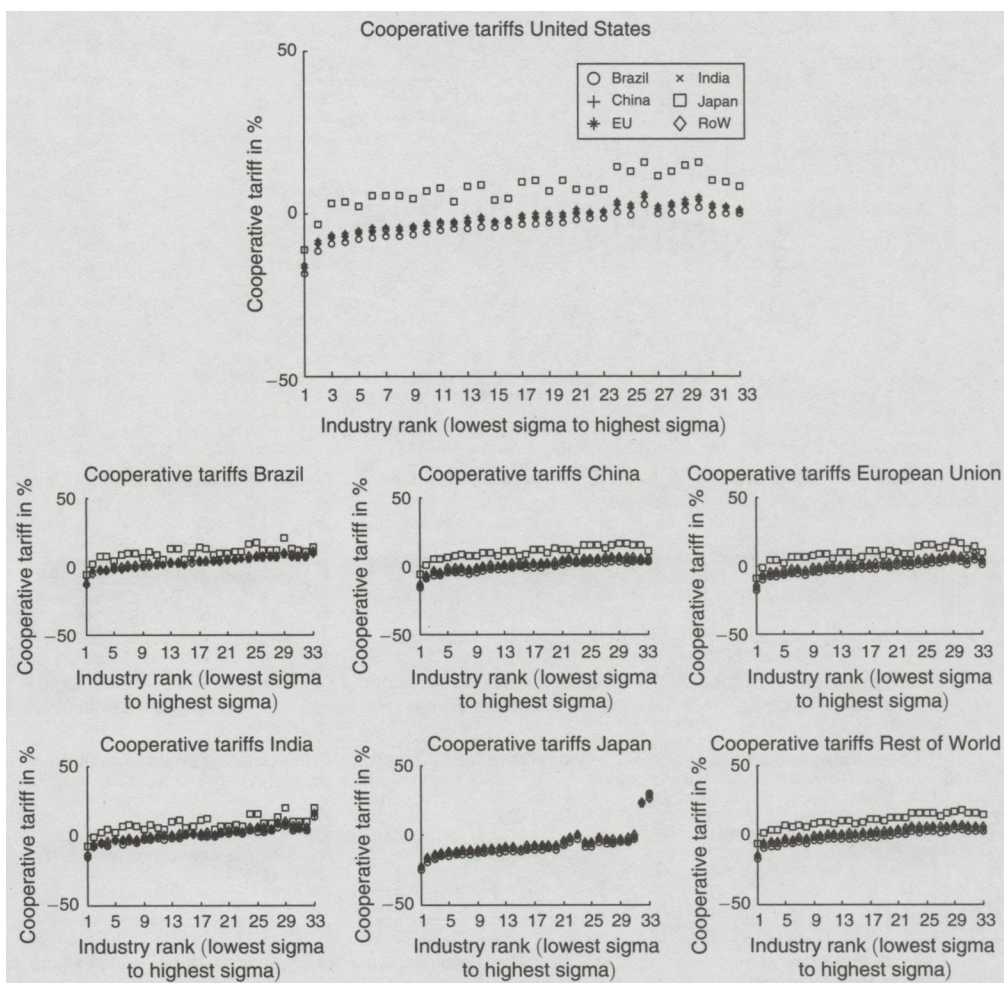 Cooperative tariffs United States
50
0
−50
Cooperative tariff in %
Brazil
India
China
Japan
EU
RoW
1 3 5 7 9 11 13 15 17 19 21 23 25 27 29 31 33
Industry rank (lowest sigma to highest sigma)
Cooperative tariffs Brazil
50
0
−50
Cooperative tariff in %
1 5 9 13 17 21 25 29 33
Industry rank (lowest sigma
to highest sigma)
Cooperative tariffs China
50
0
−50
Cooperative tariff in %
1 5 9 13 17 21 25 29 33
Industry rank (lowest sigma
to highest sigma)
Cooperative tariffs European Union
50
0
−50
Cooperative tariff in %
1 5 9 13 17 21 25 29 33
Industry rank (lowest sigma
to highest sigma)
Cooperative tariffs India
50
0
−50
Cooperative tariff in %
1 5 9 13 17 21 25 29 33
Industry rank (lowest sigma
to highest sigma)
Cooperative tariffs Japan
50
0
−50
Cooperative tariff in %
1 5 9 13 17 21 25 29 33
Industry rank (lowest sigma
to highest sigma)
Cooperative tariffs Rest of World
50
0
−50
Cooperative tariff in %
1 5 9 13 17 21 25 29 33
Industry rank (lowest sigma
to highest sigma)